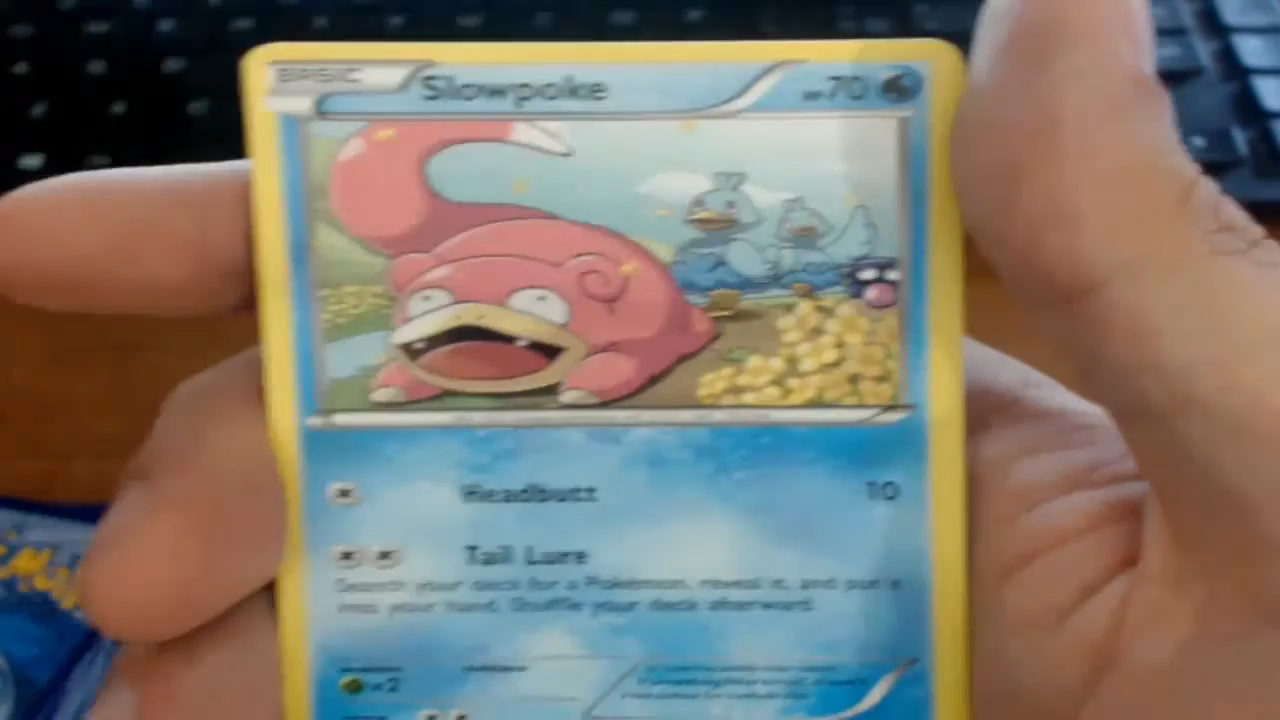 BASIC
Slowpoke
HP 70
Headbutt
10
Tail Lure
Search your deck for a Pokémon, reveal it, and put it
into your hand. Shuffle your deck afterward.
×2